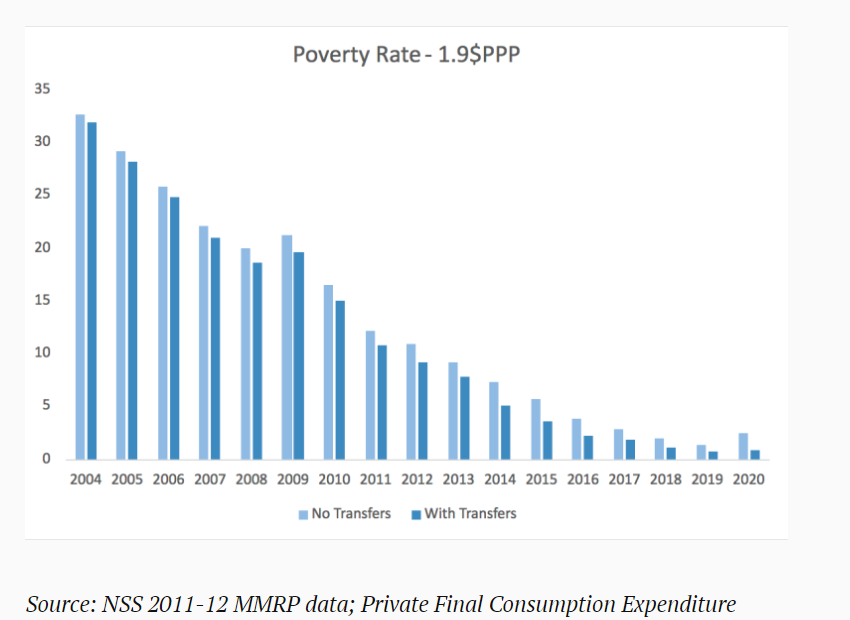 Poverty Rate - 1.9$PPP
35
30
25
20
15
10
5
0
2004 2005 2006 2007 2008 2009 2010 2011 2012 2013 2014 2015 2016 2017 2018 2019 2020
No Transfers With Transfers
Source: NSS 2011-12 MMRP data; Private Final Consumption Expenditure